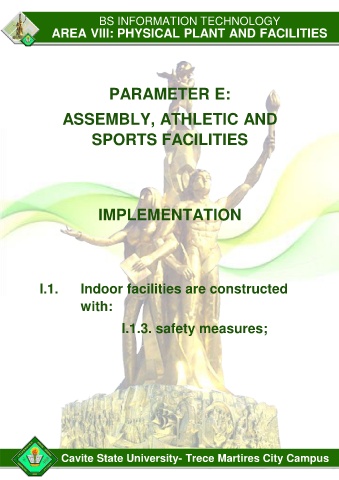 BS INFORMATION TECHNOLOGY
AREA VIII: PHYSICAL PLANT AND FACILITIES
PARAMETER E:
ASSEMBLY, ATHLETIC AND
SPORTS FACILITIES
IMPLEMENTATION
I.1. Indoor facilities are constructed
with:
I.1.3. safety measures;
Cavite State University- Trece Martires City Campus